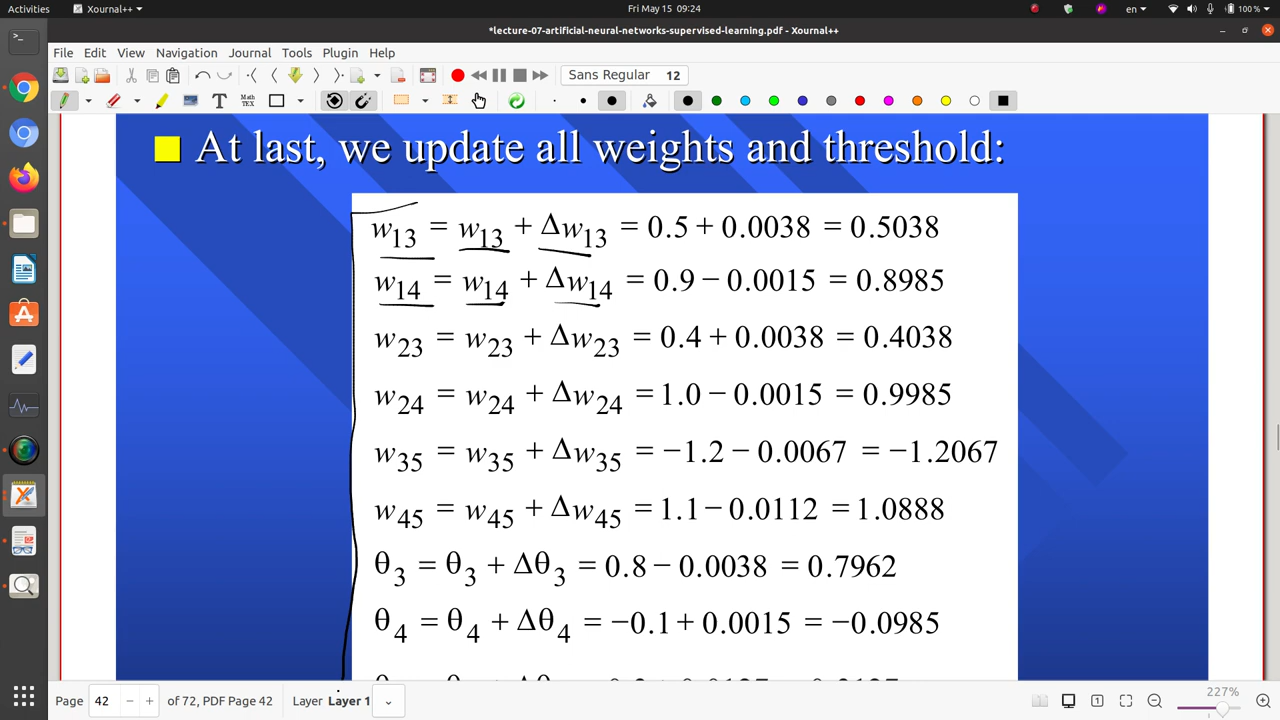 Activities Xournal++ Fri May 15 09:24 en 100 %
*lecture-07-artificial-neural-networks-supervised-learning.pdf - Xournal++
File Edit View Navigation Journal Tools Plugin Help
Sans Regular 12
At last, we update all weights and threshold:
w13 = w13 + Δw13 = 0.5 + 0.0038 = 0.5038
w14 = w14 + Δw14 = 0.9 − 0.0015 = 0.8985
w23 = w23 + Δw23 = 0.4 + 0.0038 = 0.4038
w24 = w24 + Δw24 = 1.0 − 0.0015 = 0.9985
w35 = w35 + Δw35 = −1.2 − 0.0067 = −1.2067
w45 = w45 + Δw45 = 1.1 − 0.0112 = 1.0888
θ3 = θ3 + Δθ3 = 0.8 − 0.0038 = 0.7962
θ4 = θ4 + Δθ4 = −0.1 + 0.0015 = −0.0985
Page 42 of 72, PDF Page 42 Layer Layer 1 227%